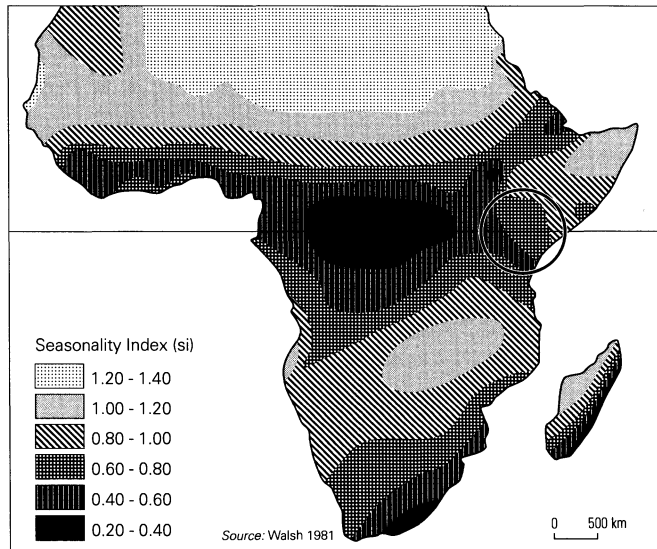 Seasonality Index (si)
1.20 - 1.40
1.00 - 1.20
0.80 - 1.00
0.60 - 0.80
0.40 - 0.60
0.20 - 0.40
Source: Walsh 1981
0 500 km